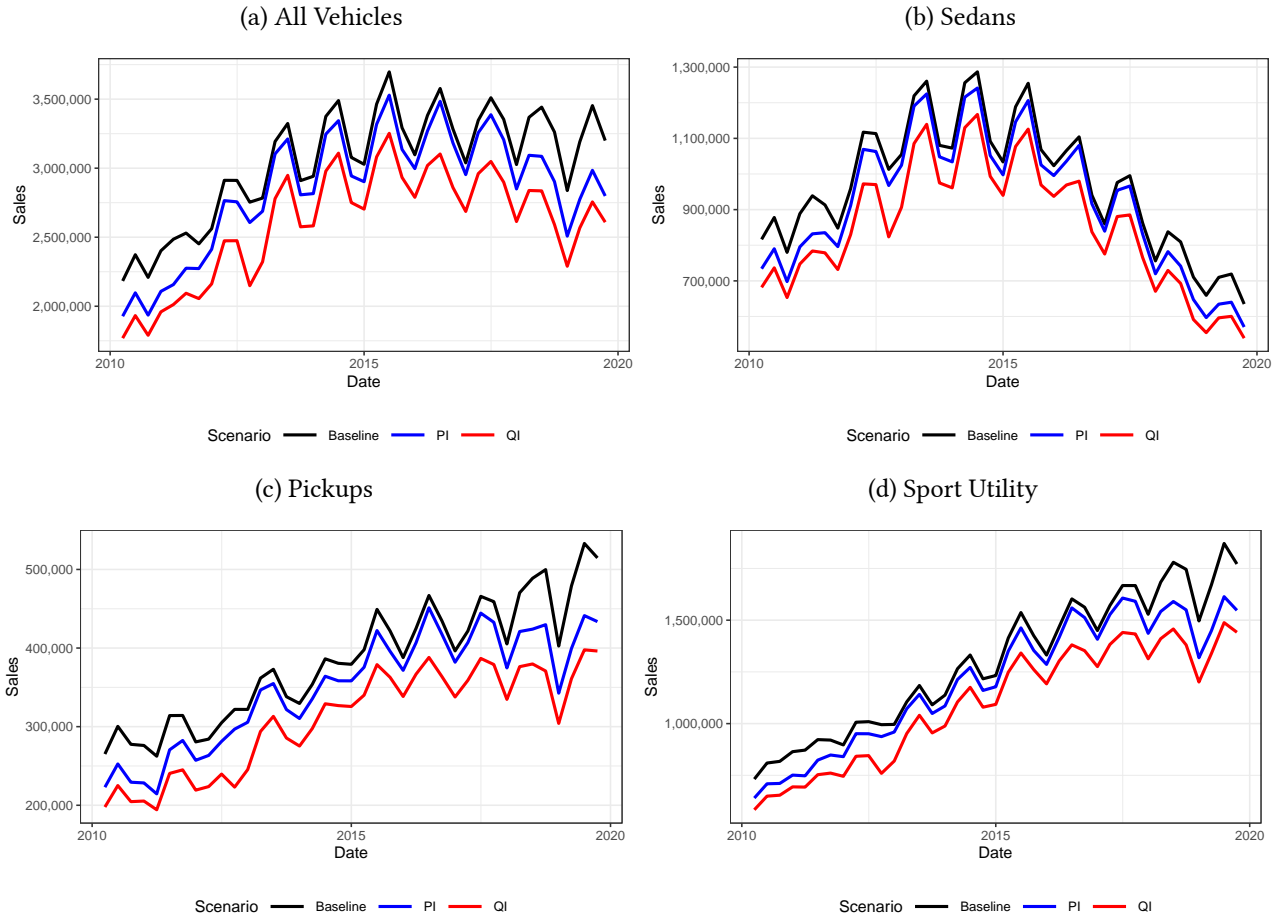 (a) All Vehicles
3,500,000
3,000,000
2,500,000
2,000,000
Sales
2010 2015 2020
Date
Scenario Baseline PI QI
(b) Sedans
1,300,000
1,100,000
900,000
700,000
Sales
2010 2015 2020
Date
Scenario Baseline PI QI
(c) Pickups
500,000
400,000
300,000
200,000
Sales
2010 2015 2020
Date
Scenario Baseline PI QI
(d) Sport Utility
1,500,000
1,000,000
Sales
2010 2015 2020
Date
Scenario Baseline PI QI